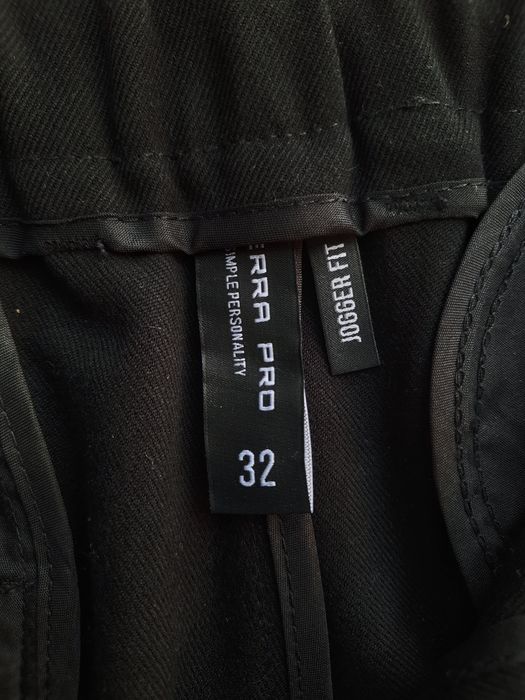 ERRA PRO
SIMPLE PERSONALITY
32
JOGGER FIT